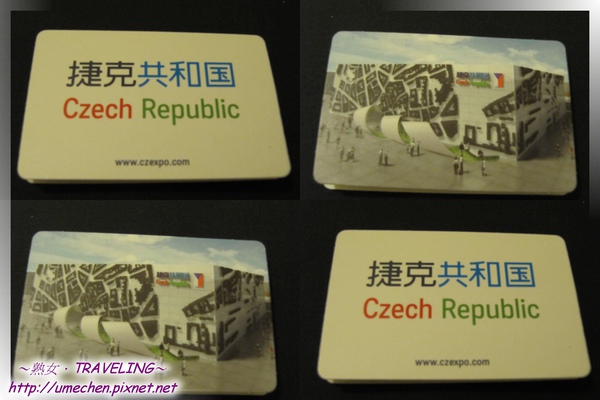 捷克共和国
Czech Republic
www.czexpo.com
捷克共和国
Czech Republic
www.czexpo.com
～熟女．TRAVELING～
http://umechen.pixnet.net